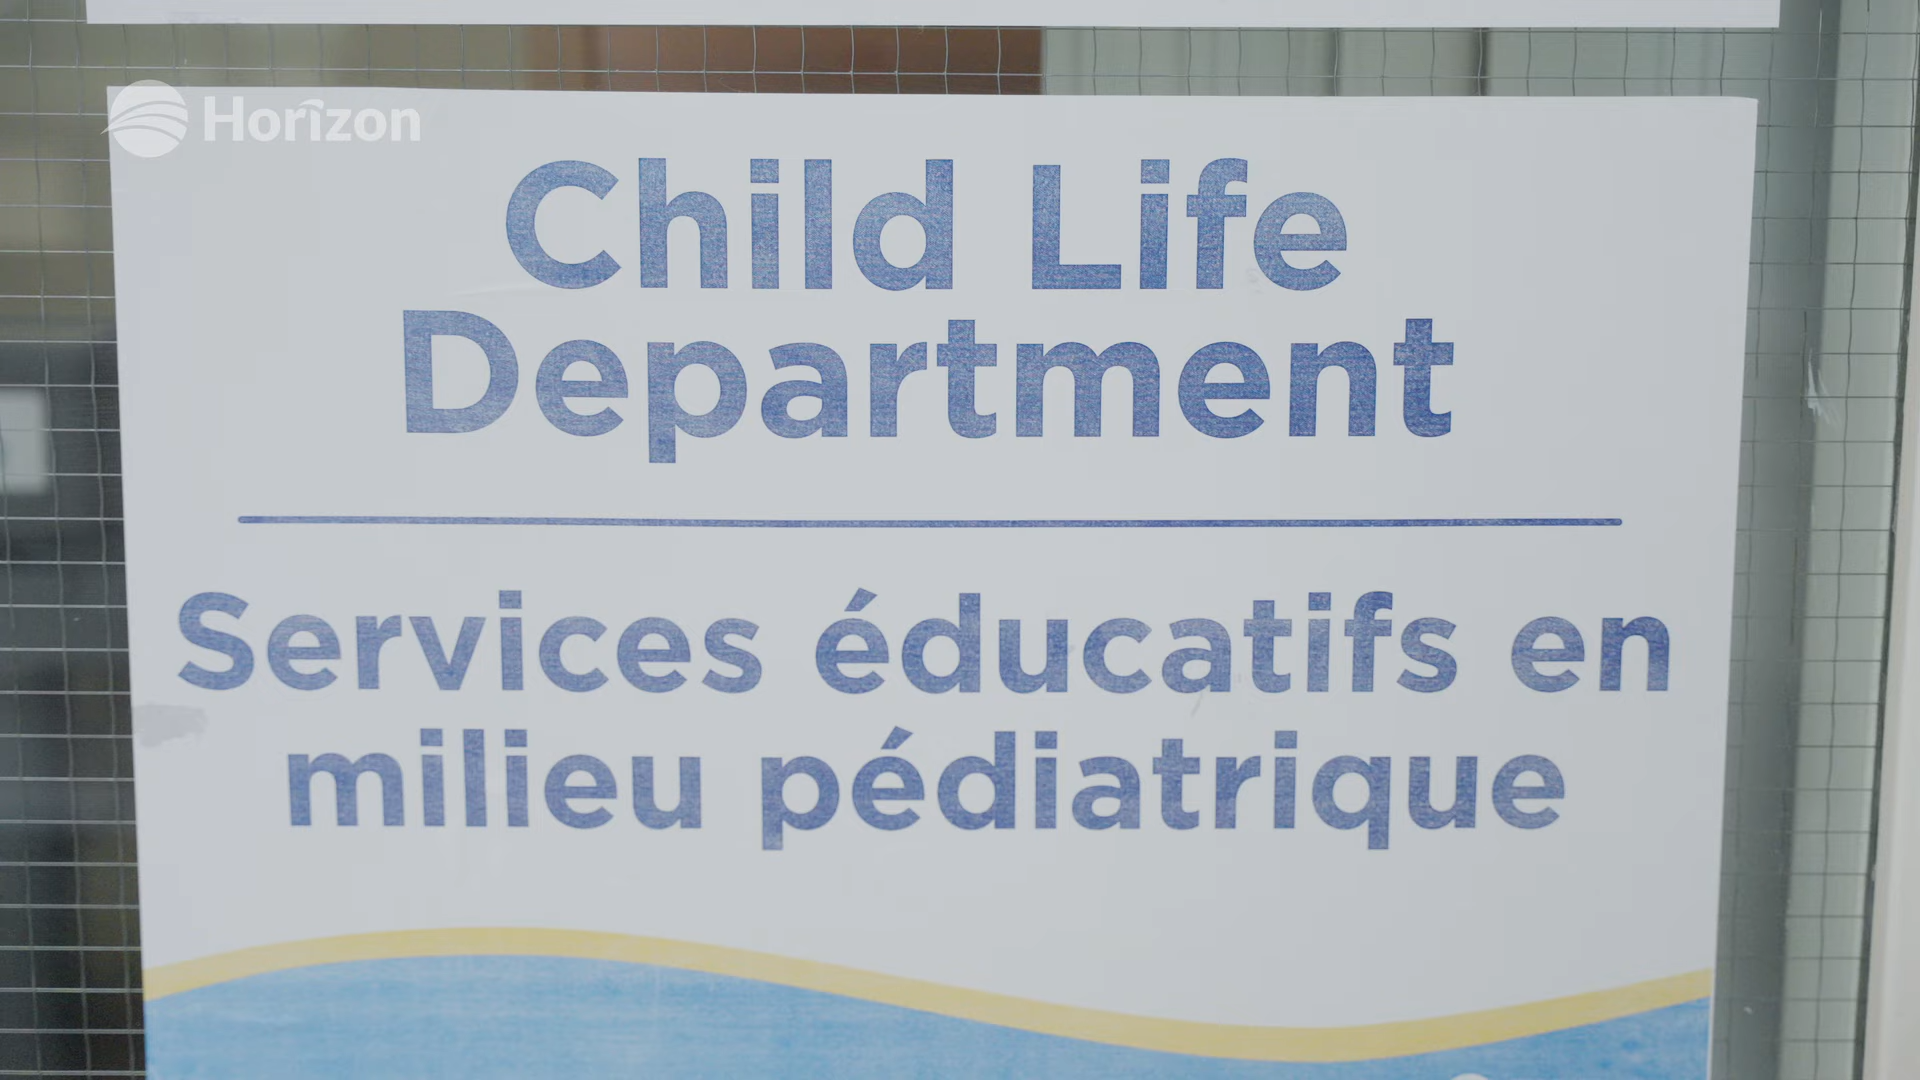 Horizon
Child Life
Department
Services éducatifs en
milieu pédiatrique